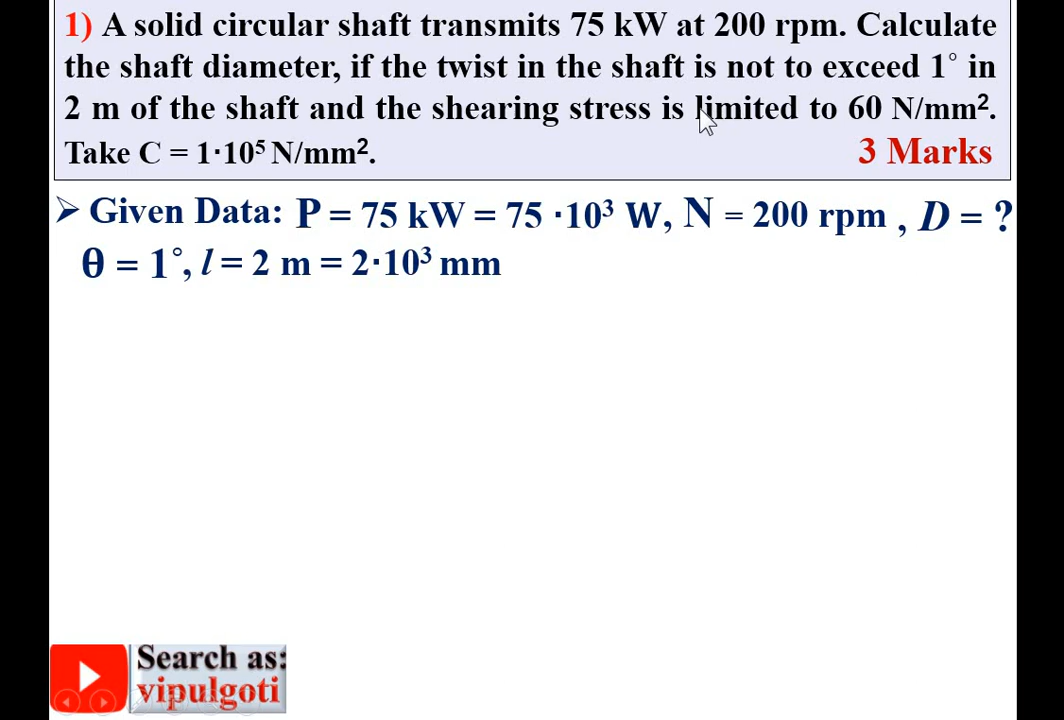 1) A solid circular shaft transmits 75 kW at 200 rpm. Calculate
the shaft diameter, if the twist in the shaft is not to exceed 1° in
2 m of the shaft and the shearing stress is limited to 60 N/mm².
Take C = 1·10⁵ N/mm². 3 Marks
➢ Given Data: P = 75 kW = 75 ·10³ W, N = 200 rpm , D = ?
θ = 1°, l = 2 m = 2·10³ mm
Search as:
vipulgoti